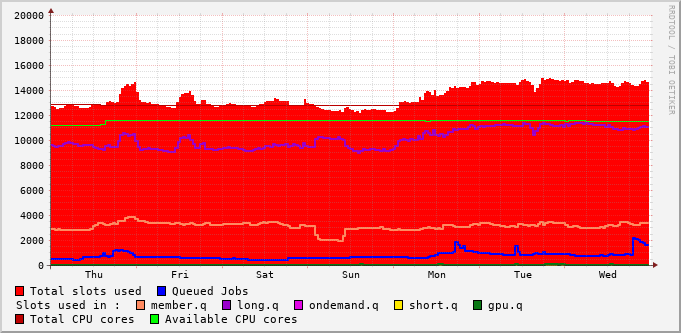 RRDTOOL / TOBI OETIKER
20000
18000
16000
14000
12000
10000
8000
6000
4000
2000
0
Thu Fri Sat Sun Mon Tue Wed
Total slots used Queued Jobs
Slots used in : member.q long.q ondemand.q short.q gpu.q
Total CPU cores Available CPU cores